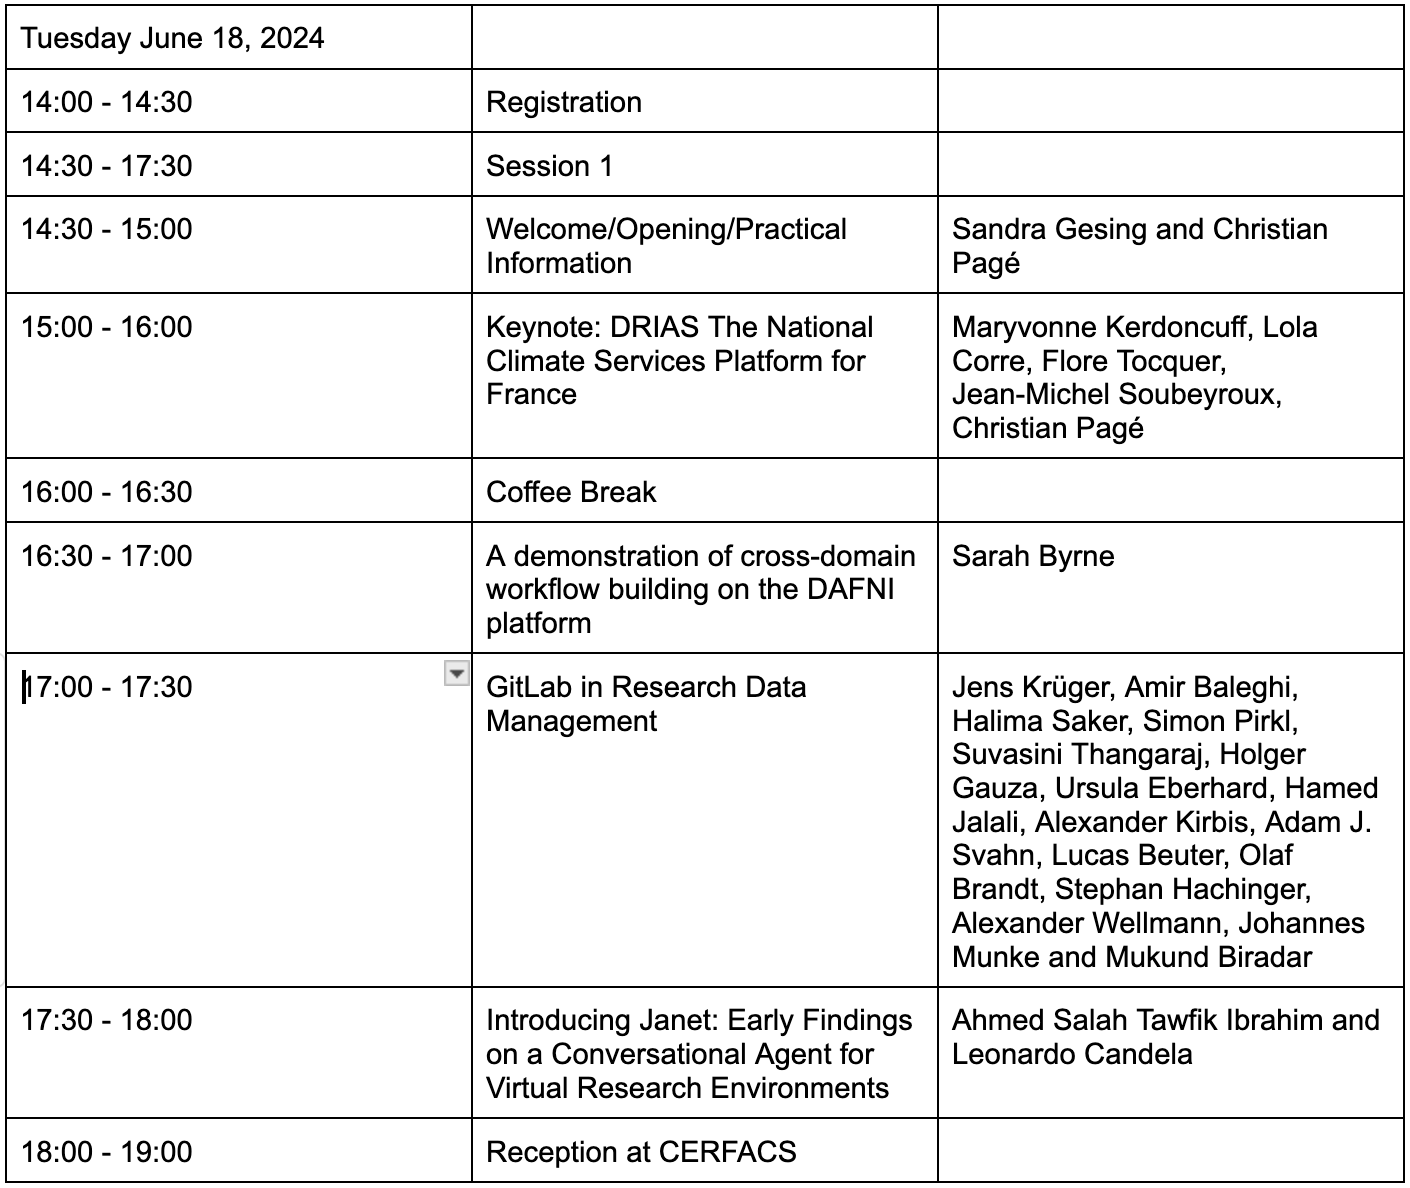 Tuesday June 18, 2024
14:00 - 14:30
Registration
14:30 - 17:30
Session 1
14:30 - 15:00
Welcome/Opening/Practical
Information
Sandra Gesing and Christian
Pagé
15:00 - 16:00
Keynote: DRIAS The National
Climate Services Platform for
France
Maryvonne Kerdoncuff, Lola
Corre, Flore Tocquer,
Jean-Michel Soubeyroux,
Christian Pagé
16:00 - 16:30
Coffee Break
16:30 - 17:00
A demonstration of cross-domain
workflow building on the DAFNI
platform
Sarah Byrne
17:00 - 17:30
GitLab in Research Data
Management
Jens Krüger, Amir Baleghi,
Halima Saker, Simon Pirkl,
Suvasini Thangaraj, Holger
Gauza, Ursula Eberhard, Hamed
Jalali, Alexander Kirbis, Adam J.
Svahn, Lucas Beuter, Olaf
Brandt, Stephan Hachinger,
Alexander Wellmann, Johannes
Munke and Mukund Biradar
17:30 - 18:00
Introducing Janet: Early Findings
on a Conversational Agent for
Virtual Research Environments
Ahmed Salah Tawfik Ibrahim and
Leonardo Candela
18:00 - 19:00
Reception at CERFACS